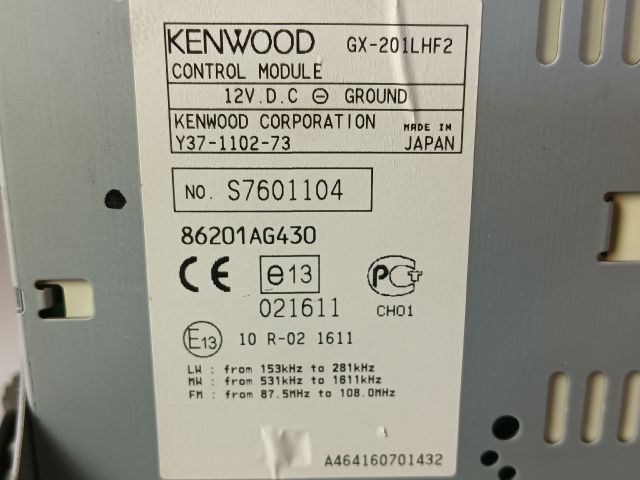 KENWOOD GX-201LHF2
CONTROL MODULE
12V.D.C ⊖ GROUND
KENWOOD CORPORATION MADE IN
Y37-1102-73 JAPAN
NO. S7601104
86201AG430
CE e13 PCT
021611 CH01
E13 10 R-02 1611
LW : from 153kHz to 281kHz
MW : from 531kHz to 1611kHz
FM : from 87.5MHz to 108.0MHz
A464160701432